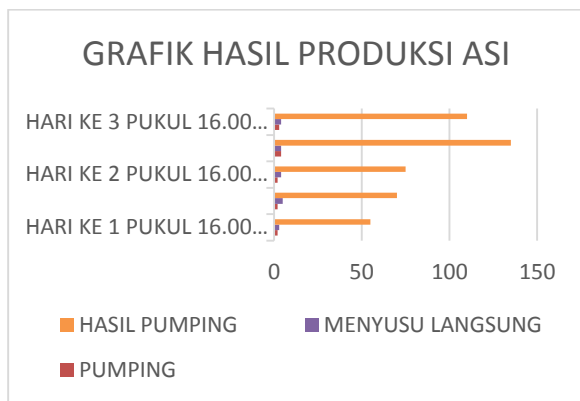 GRAFIK HASIL PRODUKSI ASI
HARI KE 3 PUKUL 16.00...
HARI KE 2 PUKUL 16.00...
HARI KE 1 PUKUL 16.00...
0 50 100 150
HASIL PUMPING MENYUSU LANGSUNG
PUMPING